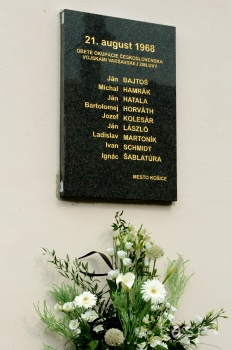 21. august 1968
OBETE OKUPÁCIE ČESKOSLOVENSKA
VOJSKAMI VARŠAVSKEJ ZMLUVY
Ján BAJTOŠ
Michal HAMRÁK
Ján HATALA
Bartolomej HORVÁTH
Jozef KOLESÁR
Ján LÁSZLÓ
Ladislav MARTONÍK
Ivan SCHMIDT
Ignác ŠABLATÚRA
MESTO KOŠICE